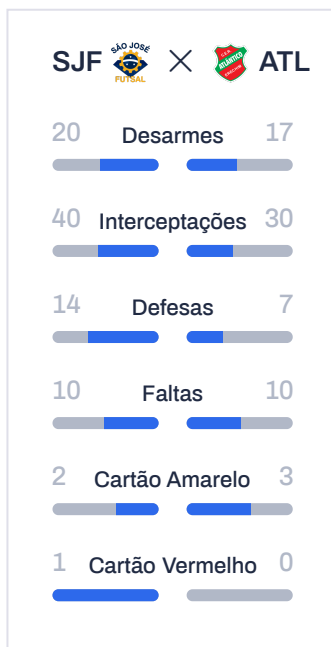 SJF SÃO JOSÉ FUTSAL × ATLÂNTICO ATL
20 Desarmes 17
40 Interceptações 30
14 Defesas 7
10 Faltas 10
2 Cartão Amarelo 3
1 Cartão Vermelho 0